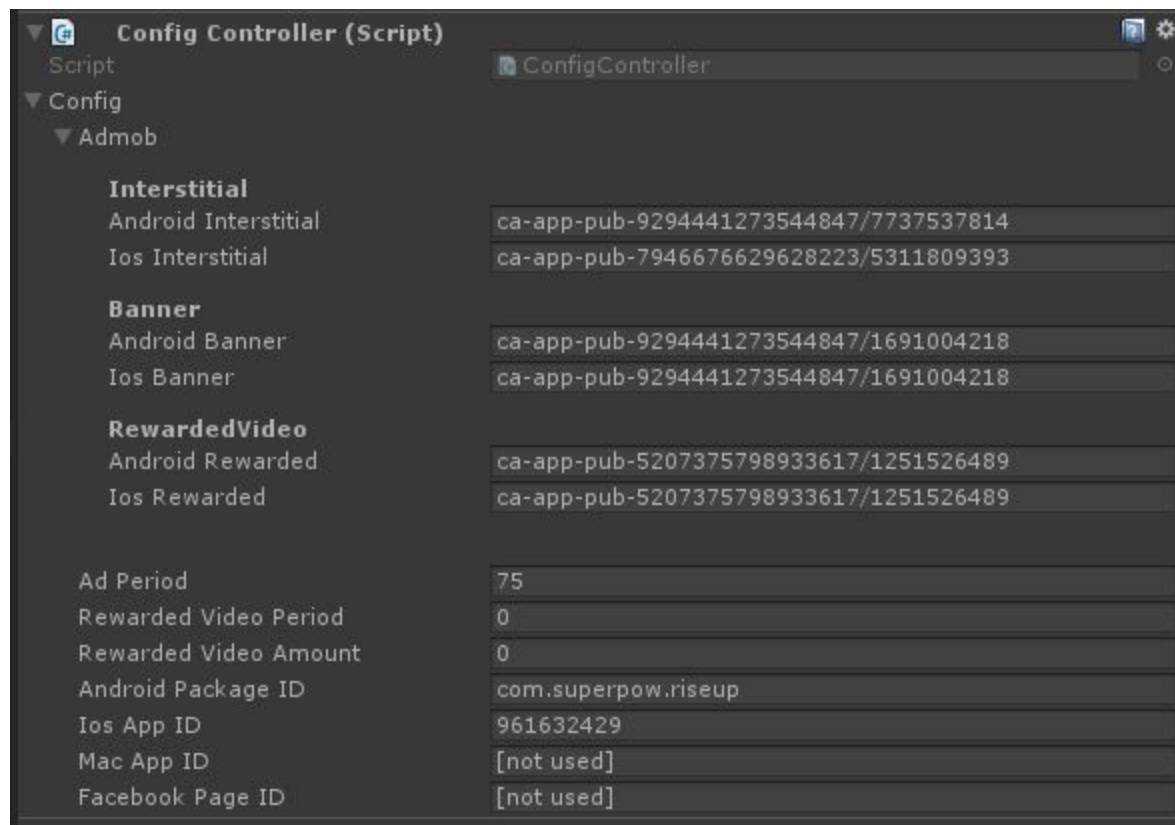 Config Controller (Script)
Script ConfigController
Config
Admob
Interstitial
Android Interstitial ca-app-pub-9294441273544847/7737537814
Ios Interstitial ca-app-pub-7946676629628223/5311809393
Banner
Android Banner ca-app-pub-9294441273544847/1691004218
Ios Banner ca-app-pub-9294441273544847/1691004218
RewardedVideo
Android Rewarded ca-app-pub-5207375798933617/1251526489
Ios Rewarded ca-app-pub-5207375798933617/1251526489
Ad Period 75
Rewarded Video Period 0
Rewarded Video Amount 0
Android Package ID com.superpow.riseup
Ios App ID 961632429
Mac App ID [not used]
Facebook Page ID [not used]